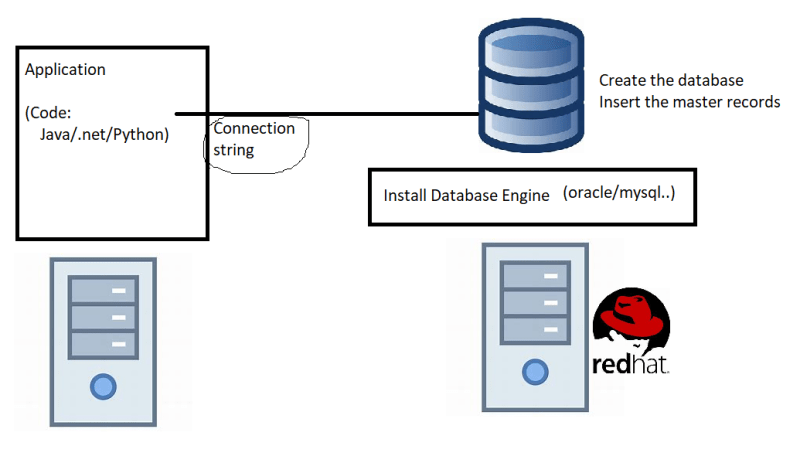 Application
(Code:
Java/.net/Python)
Connection
string
Create the database
Insert the master records
Install Database Engine (oracle/mysql..)
redhat.